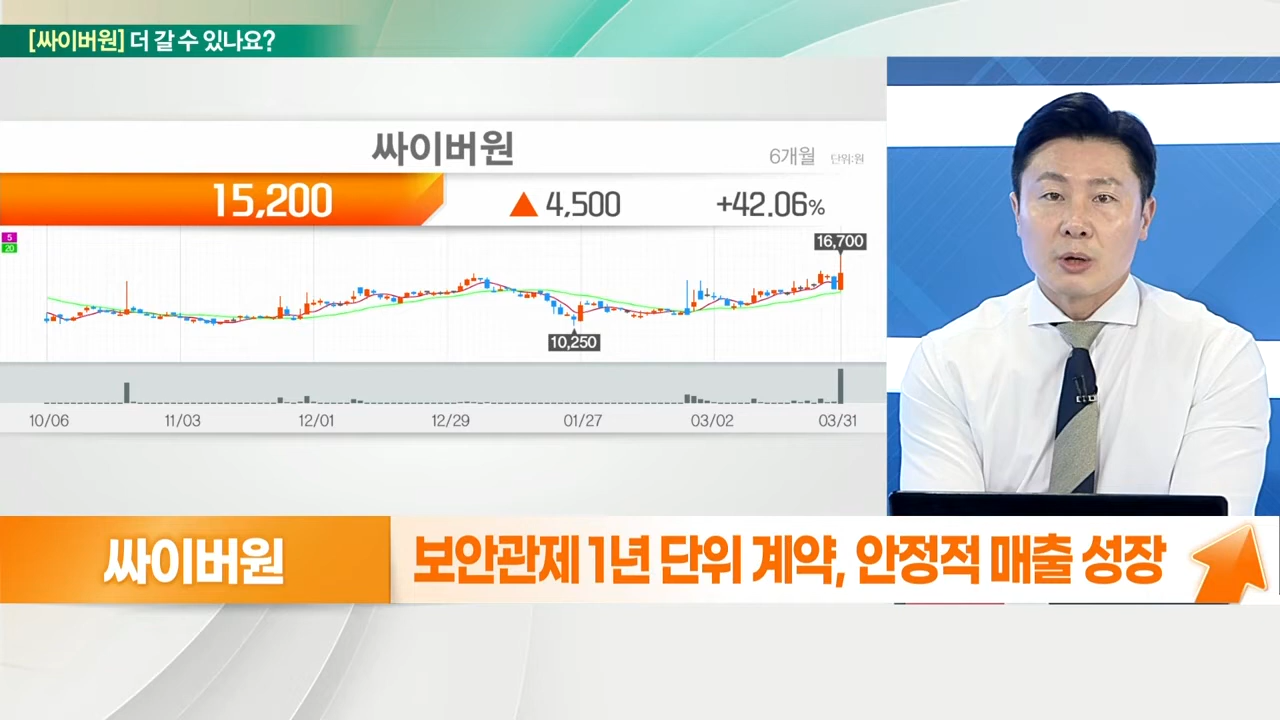 [싸이버원] 더 갈 수 있나요?
싸이버원
6개월 단위:원
15,200 ▲ 4,500 +42.06%
5
20
16,700
10,250
10/06 11/03 12/01 12/29 01/27 03/02 03/31
싸이버원
보안관제 1년 단위 계약, 안정적 매출 성장